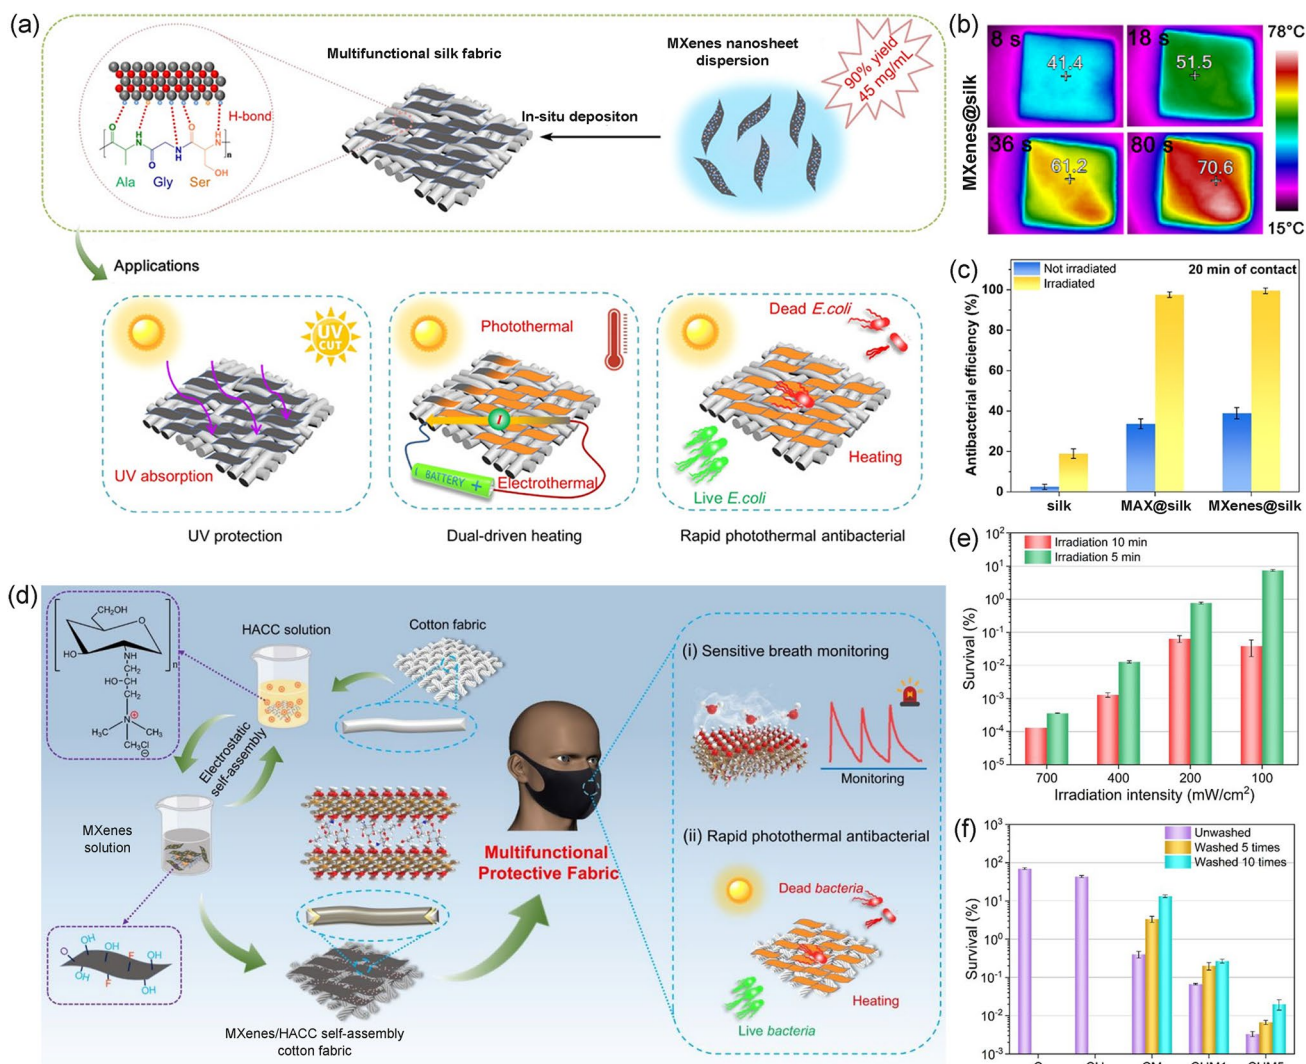 (a)
Multifunctional silk fabric
MXenes nanosheet
dispersion
90% yield
45 mg/mL
H-bond
In-situ depositon
O
H
N
O
N
H
O
H
N
n
OH
Ala
Gly
Ser
Applications
UV
CUT
UV absorption
UV protection
Photothermal
I
BATTERY +
Electrothermal
Dual-driven heating
Dead E.coli
Heating
Live E.coli
Rapid photothermal antibacterial
(b)
MXenes@silk
8 s
41.4
18 s
51.5
36 s
61.2
80 s
70.6
78°C
15°C
(c)
Not irradiated
Irradiated
20 min of contact
Antibacterial efficiency (%)
100
80
60
40
20
0
silk
MAX@silk
MXenes@silk
(d)
CH₂OH
O
HO
NH
CH₂
HO-CH
CH₂
N
H₃C
CH₃
CH₃Cl
n
HACC solution
Cotton fabric
Electrostatic
self-assembly
MXenes
solution
O
OH
OH
F
OH
OH
F
OH
MXenes/HACC self-assembly
cotton fabric
Multifunctional
Protective Fabric
(i) Sensitive breath monitoring
Monitoring
(ii) Rapid photothermal antibacterial
Dead bacteria
Heating
Live bacteria
(e)
Irradiation 10 min
Irradiation 5 min
Survival (%)
10²
10¹
10⁰
10⁻¹
10⁻²
10⁻³
10⁻⁴
10⁻⁵
700
400
200
100
Irradiation intensity (mW/cm²)
(f)
Unwashed
Washed 5 times
Washed 10 times
Survival (%)
10³
10²
10¹
10⁰
10⁻¹
10⁻²
10⁻³